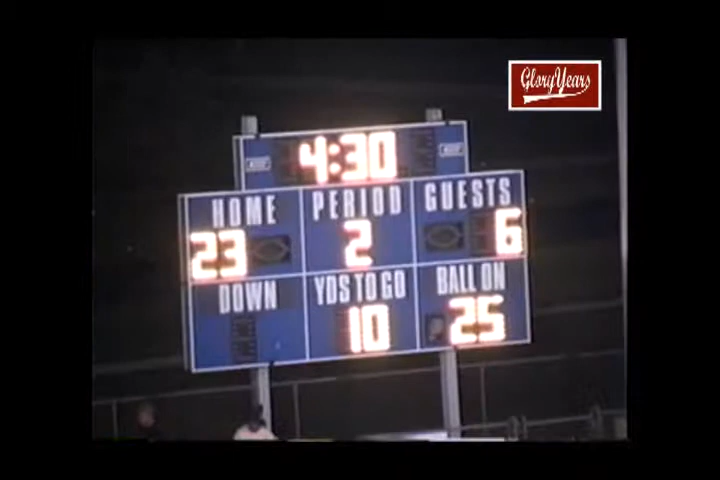 GloryYears
4:30
HOME PERIOD GUESTS
23 2 6
DOWN YDS TO GO BALL ON
10 25